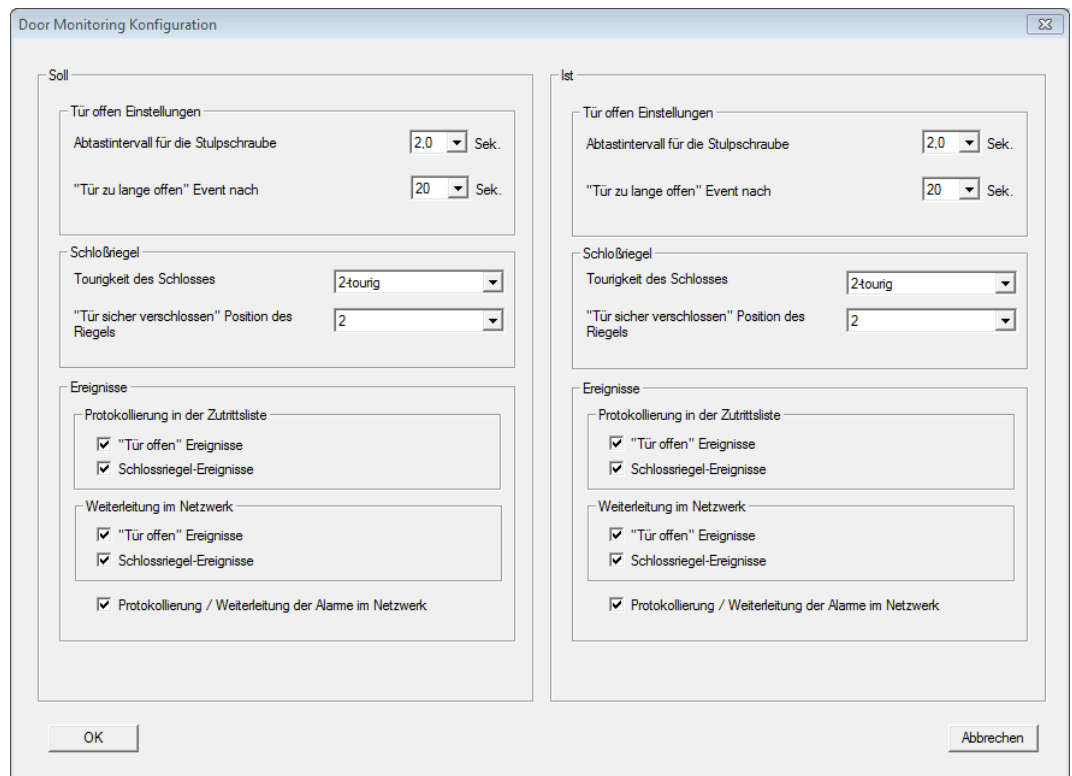 Door Monitoring Konfiguration
Soll
Tür offen Einstellungen
Abtastintervall für die Stulpschraube
2,0
Sek.
"Tür zu lange offen" Event nach
20
Sek.
Schloßriegel
Tourigkeit des Schlosses
2-tourig
"Tür sicher verschlossen" Position des
Riegels
2
Ereignisse
Protokollierung in der Zutrittsliste
"Tür offen" Ereignisse
Schlossriegel-Ereignisse
Weiterleitung im Netzwerk
"Tür offen" Ereignisse
Schlossriegel-Ereignisse
Protokollierung / Weiterleitung der Alarme im Netzwerk
Ist
Tür offen Einstellungen
Abtastintervall für die Stulpschraube
2,0
Sek.
"Tür zu lange offen" Event nach
20
Sek.
Schloßriegel
Tourigkeit des Schlosses
2-tourig
"Tür sicher verschlossen" Position des
Riegels
2
Ereignisse
Protokollierung in der Zutrittsliste
"Tür offen" Ereignisse
Schlossriegel-Ereignisse
Weiterleitung im Netzwerk
"Tür offen" Ereignisse
Schlossriegel-Ereignisse
Protokollierung / Weiterleitung der Alarme im Netzwerk
OK
Abbrechen